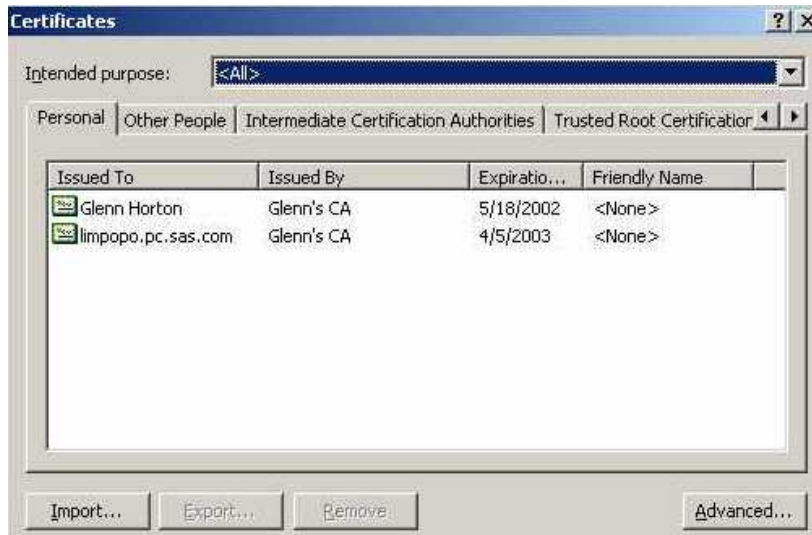 Certificates
Intended purpose: <All>
Personal Other People Intermediate Certification Authorities Trusted Root Certification
Issued To Issued By Expiratio... Friendly Name
Glenn Horton Glenn's CA 5/18/2002 <None>
limpopo.pc.sas.com Glenn's CA 4/5/2003 <None>
Import... Export... Remove Advanced...